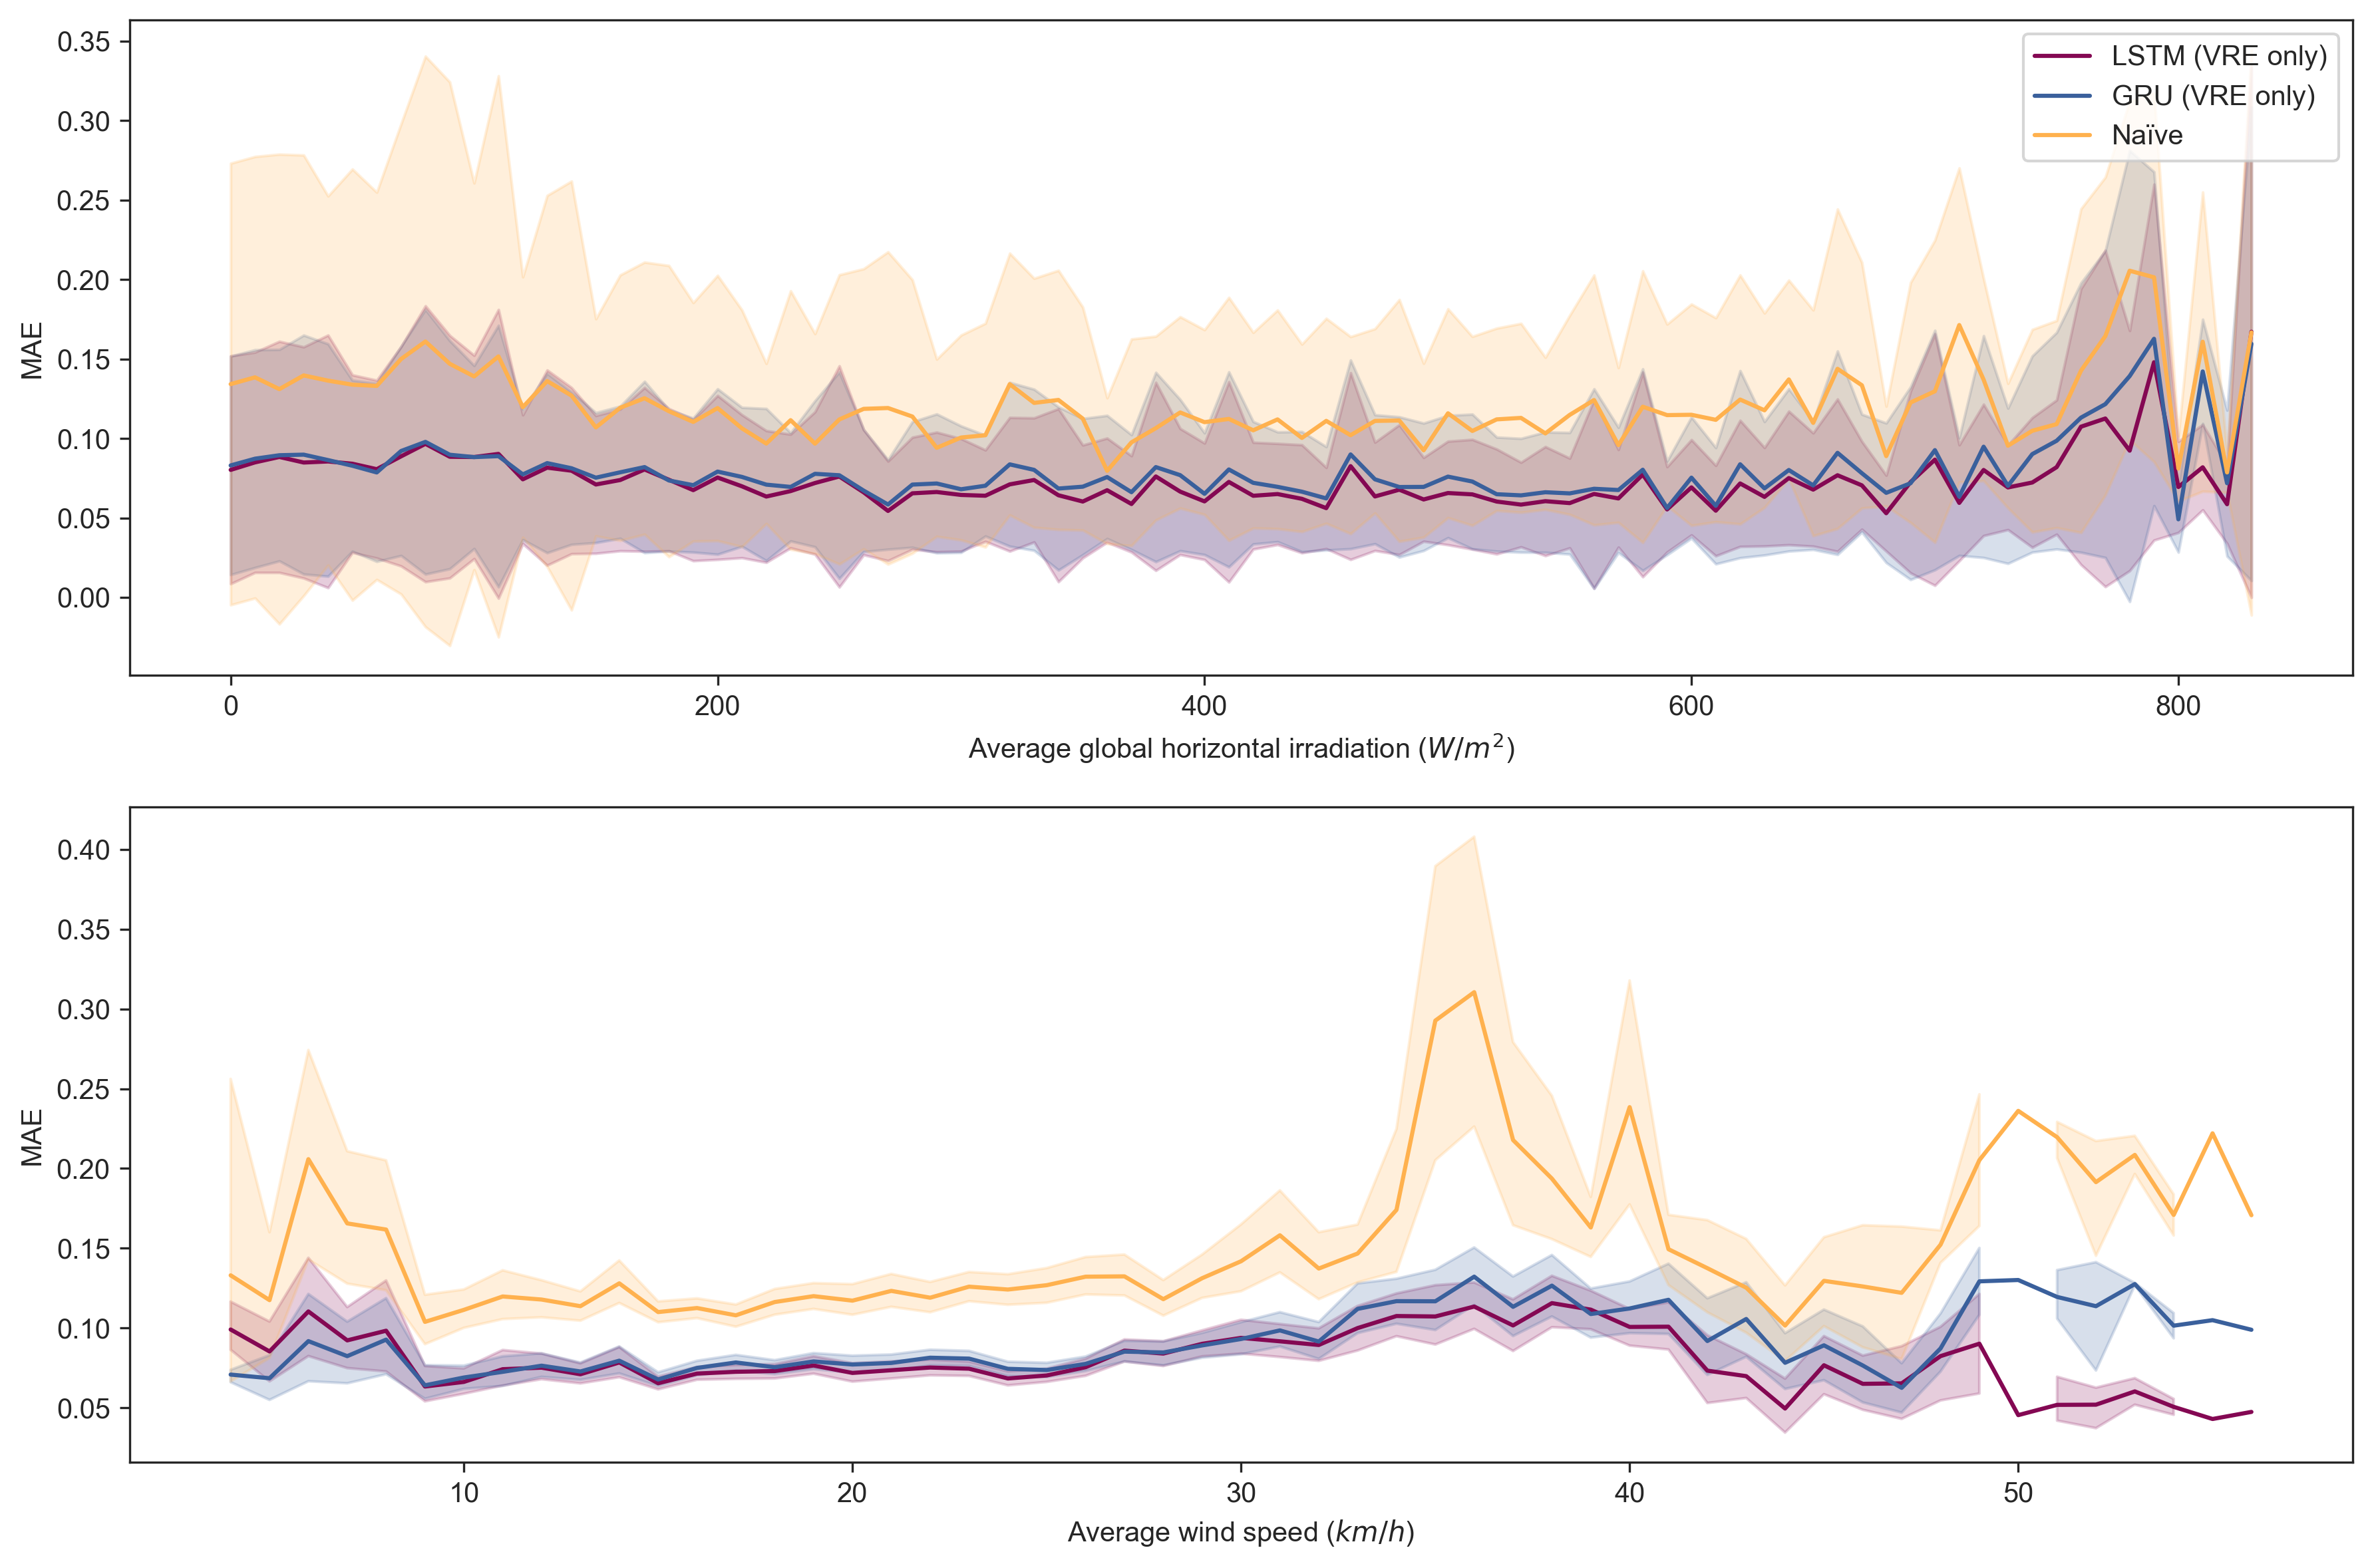 0.35
0.30
0.25
0.20
0.15
0.10
0.05
0.00
MAE
LSTM (VRE only)
GRU (VRE only)
Naïve
0 200 400 600 800
Average global horizontal irradiation (W/m²)
0.40
0.35
0.30
0.25
0.20
0.15
0.10
0.05
MAE
10 20 30 40 50
Average wind speed (km/h)